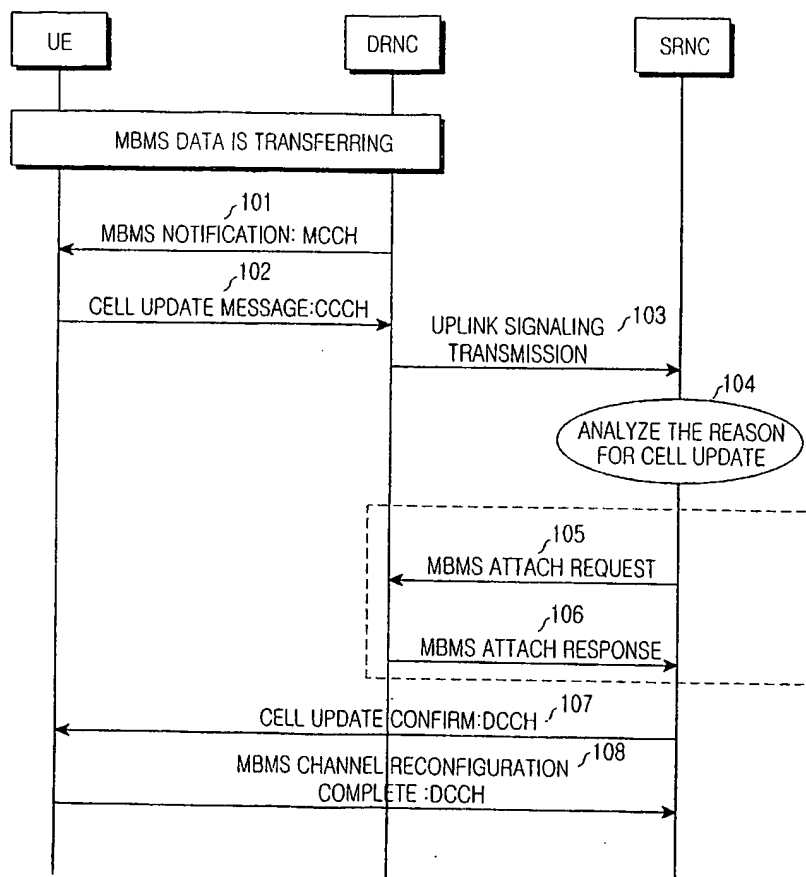 UE
DRNC
SRNC
MBMS DATA IS TRANSFERRING
101
MBMS NOTIFICATION: MCCH
102
CELL UPDATE MESSAGE:CCCH
UPLINK SIGNALING
TRANSMISSION
103
104
ANALYZE THE REASON
FOR CELL UPDATE
105
MBMS ATTACH REQUEST
106
MBMS ATTACH RESPONSE
CELL UPDATE CONFIRM:DCCH
107
MBMS CHANNEL RECONFIGURATION
COMPLETE :DCCH
108